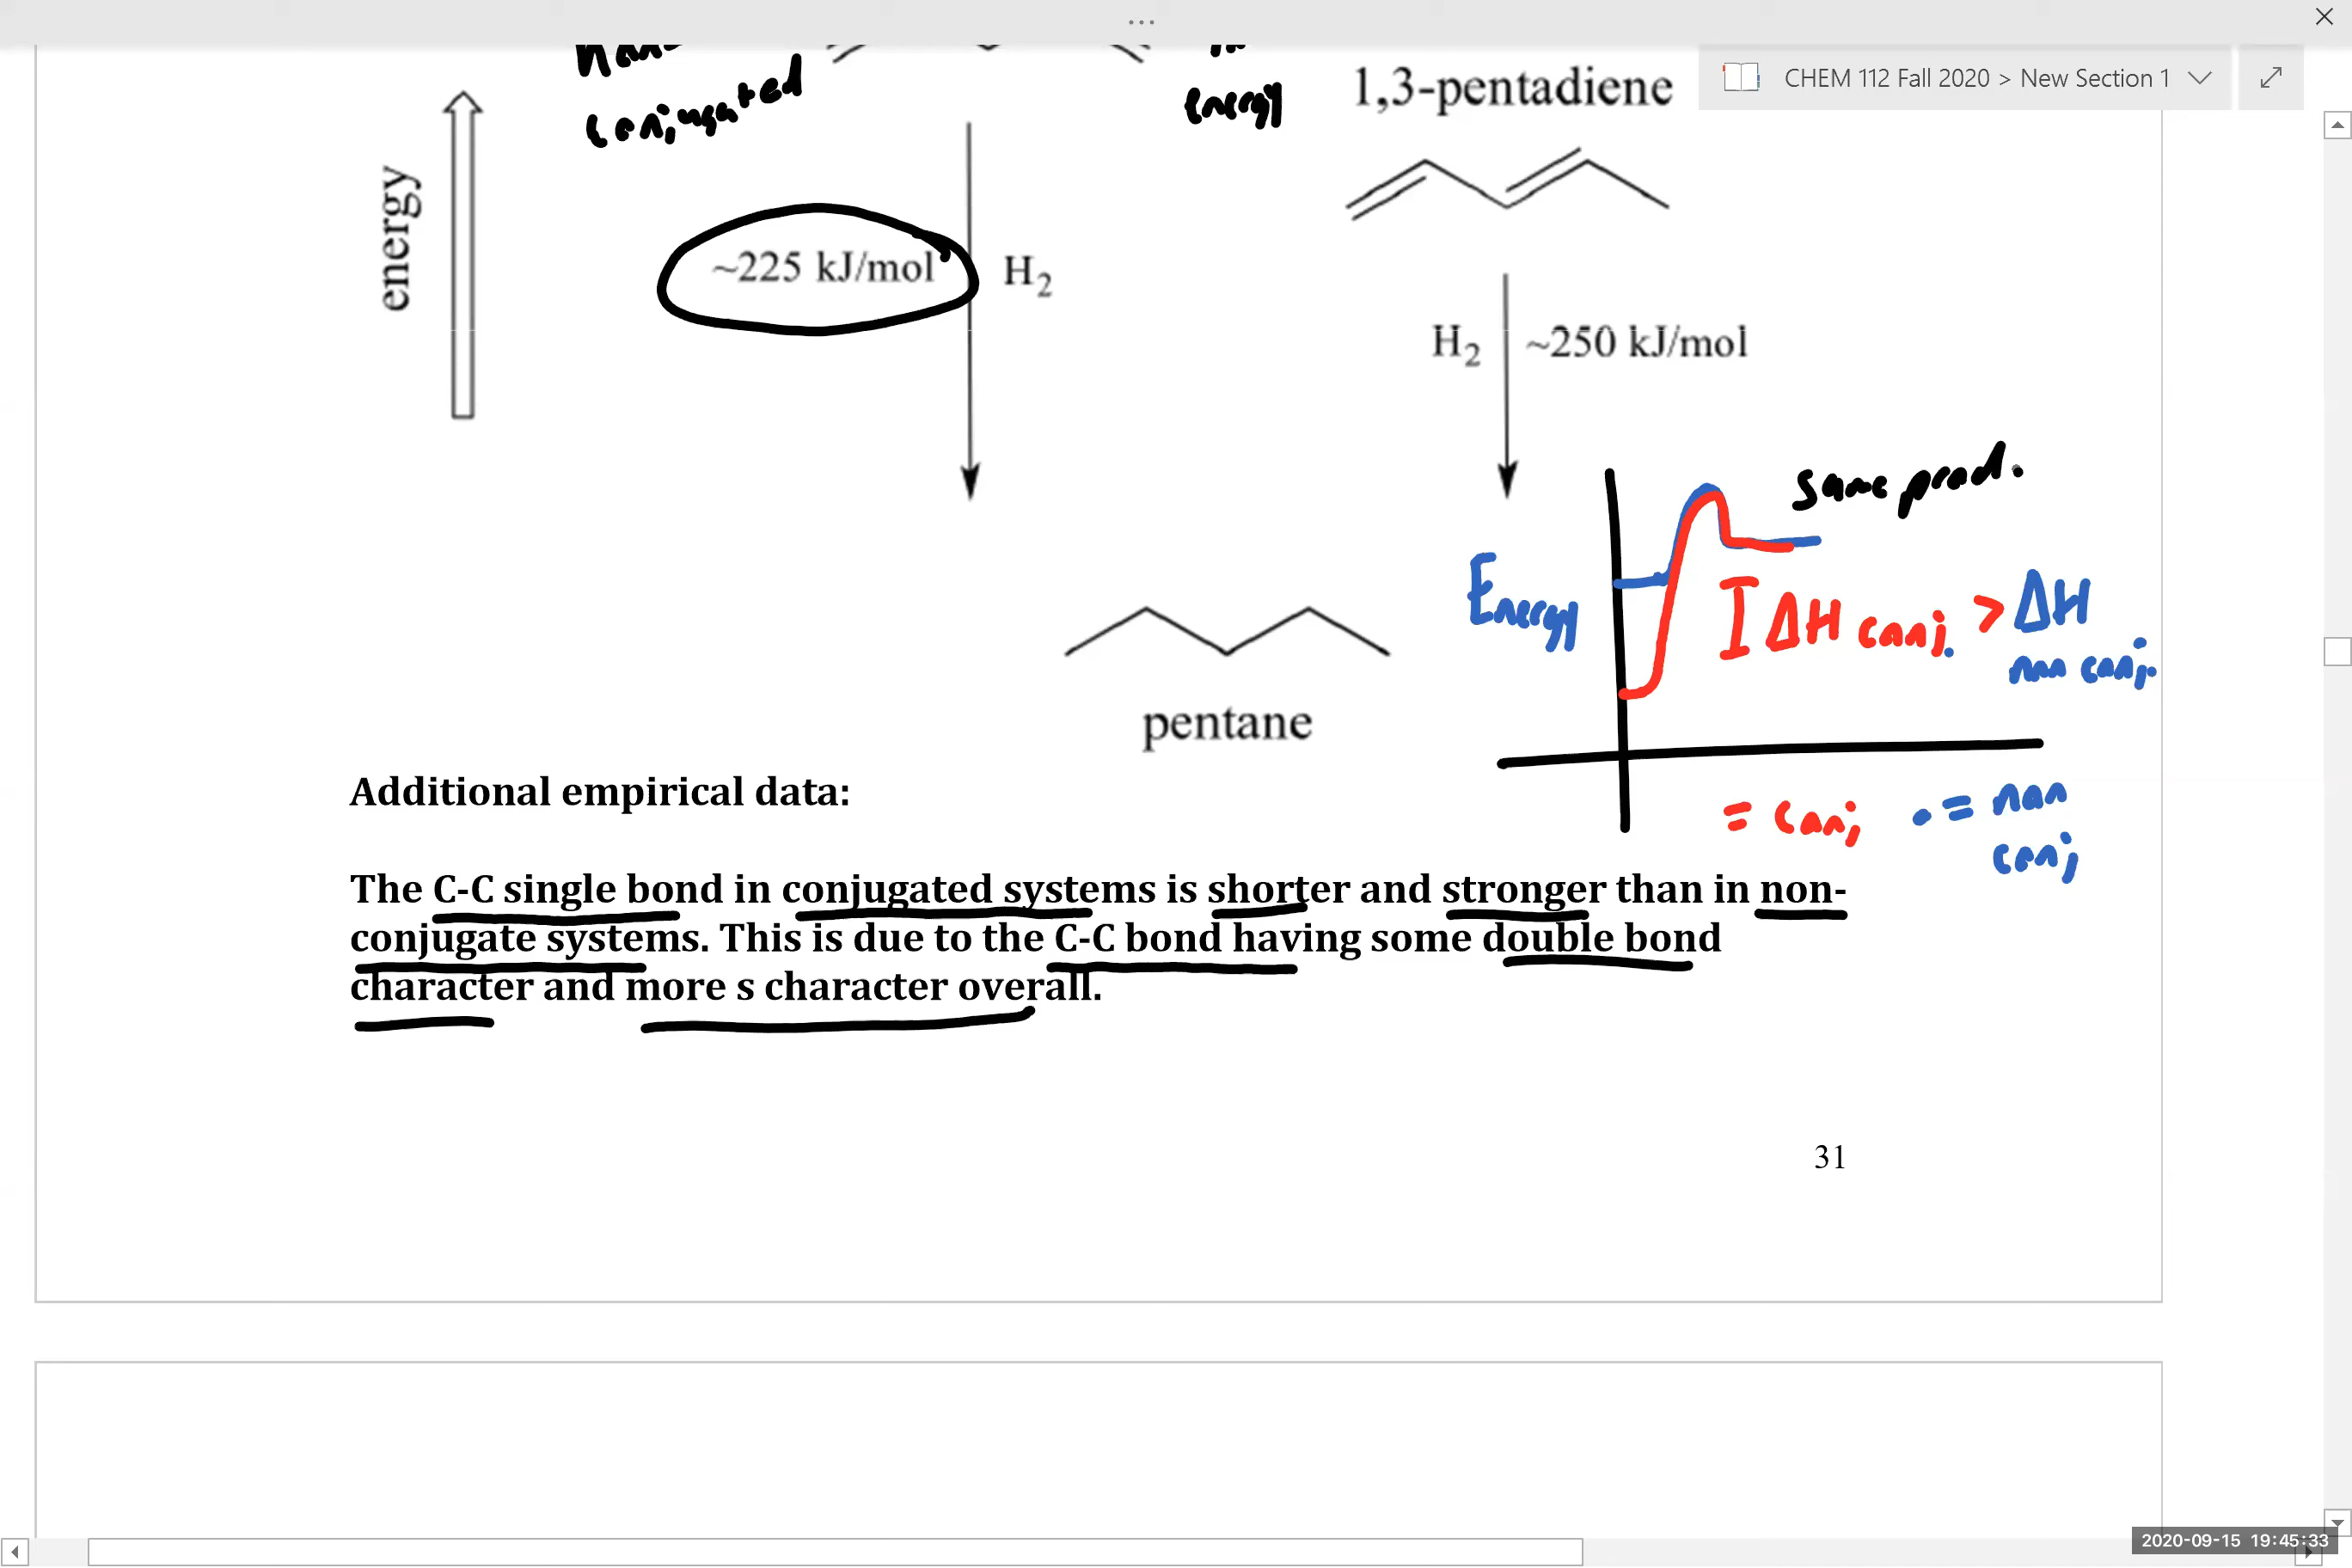 CHEM 112 Fall 2020 > New Section 1
conjugated
energy
1,3-pentadiene
energy
~225 kJ/mol
H2
H2
~250 kJ/mol
same prod.
Energy
I ΔH conj. > ΔH
non conj.
pentane
= conj
. = non
conj
Additional empirical data:
The C-C single bond in conjugated systems is shorter and stronger than in non-
conjugate systems. This is due to the C-C bond having some double bond
character and more s character overall.
31
2020-09-15 19:45:33